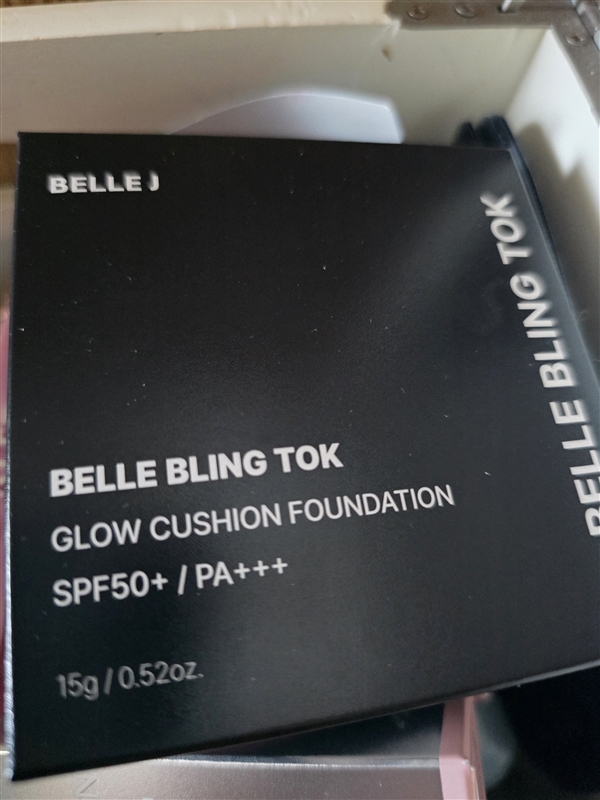 BELLE J
BELLE BLING TOK
BELLE BLING TOK
GLOW CUSHION FOUNDATION
SPF50+ / PA+++
15g / 0.52oz.